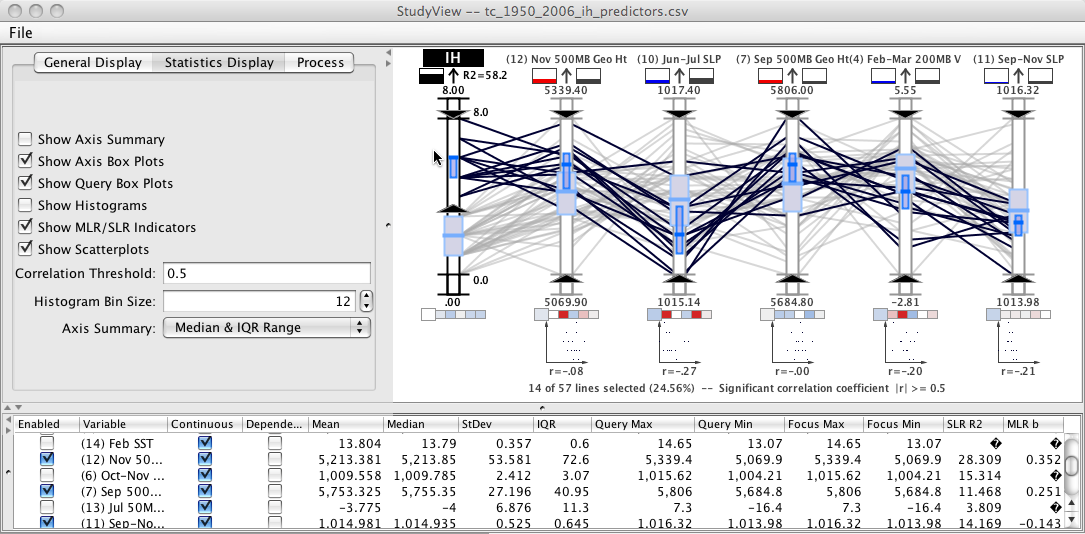 StudyView -- tc_1950_2006_ih_predictors.csv
File
General Display Statistics Display Process
Show Axis Summary
Show Axis Box Plots
Show Query Box Plots
Show Histograms
Show MLR/SLR Indicators
Show Scatterplots
Correlation Threshold: 0.5
Histogram Bin Size: 12
Axis Summary: Median & IQR Range
IH (12) Nov 500MB Geo Ht (10) Jun-Jul SLP (7) Sep 500MB Geo Ht(4) Feb-Mar 200MB V (11) Sep-Nov SLP
R2=58.2
8.00 5339.40 1017.40 5806.00 5.55 1016.32
8.0
0.0
.00 5069.90 1015.14 5684.80 -2.81 1013.98
r=-.08 r=-.27 r=-.00 r=-.20 r=-.21
14 of 57 lines selected (24.56%) -- Significant correlation coefficient |r| >= 0.5
Enabled Variable Continuous Depende... Mean Median StDev IQR Query Max Query Min Focus Max Focus Min SLR R2 MLR b
(14) Feb SST 13.804 13.79 0.357 0.6 14.65 13.07 14.65 13.07 � �
(12) Nov 50... 5,213.381 5,213.85 53.581 72.6 5,339.4 5,069.9 5,339.4 5,069.9 28.309 0.352
(6) Oct-Nov ... 1,009.558 1,009.785 2.412 3.07 1,015.62 1,004.21 1,015.62 1,004.21 15.314 �
(7) Sep 500... 5,753.325 5,755.35 27.196 40.95 5,806 5,684.8 5,806 5,684.8 11.468 0.251
(13) Jul 50M... -3.775 -4 6.876 11.3 7.3 -16.4 7.3 -16.4 3.809 �
(11) Sep-No... 1,014.981 1,014.935 0.525 0.645 1,016.32 1,013.98 1,016.32 1,013.98 14.169 -0.143